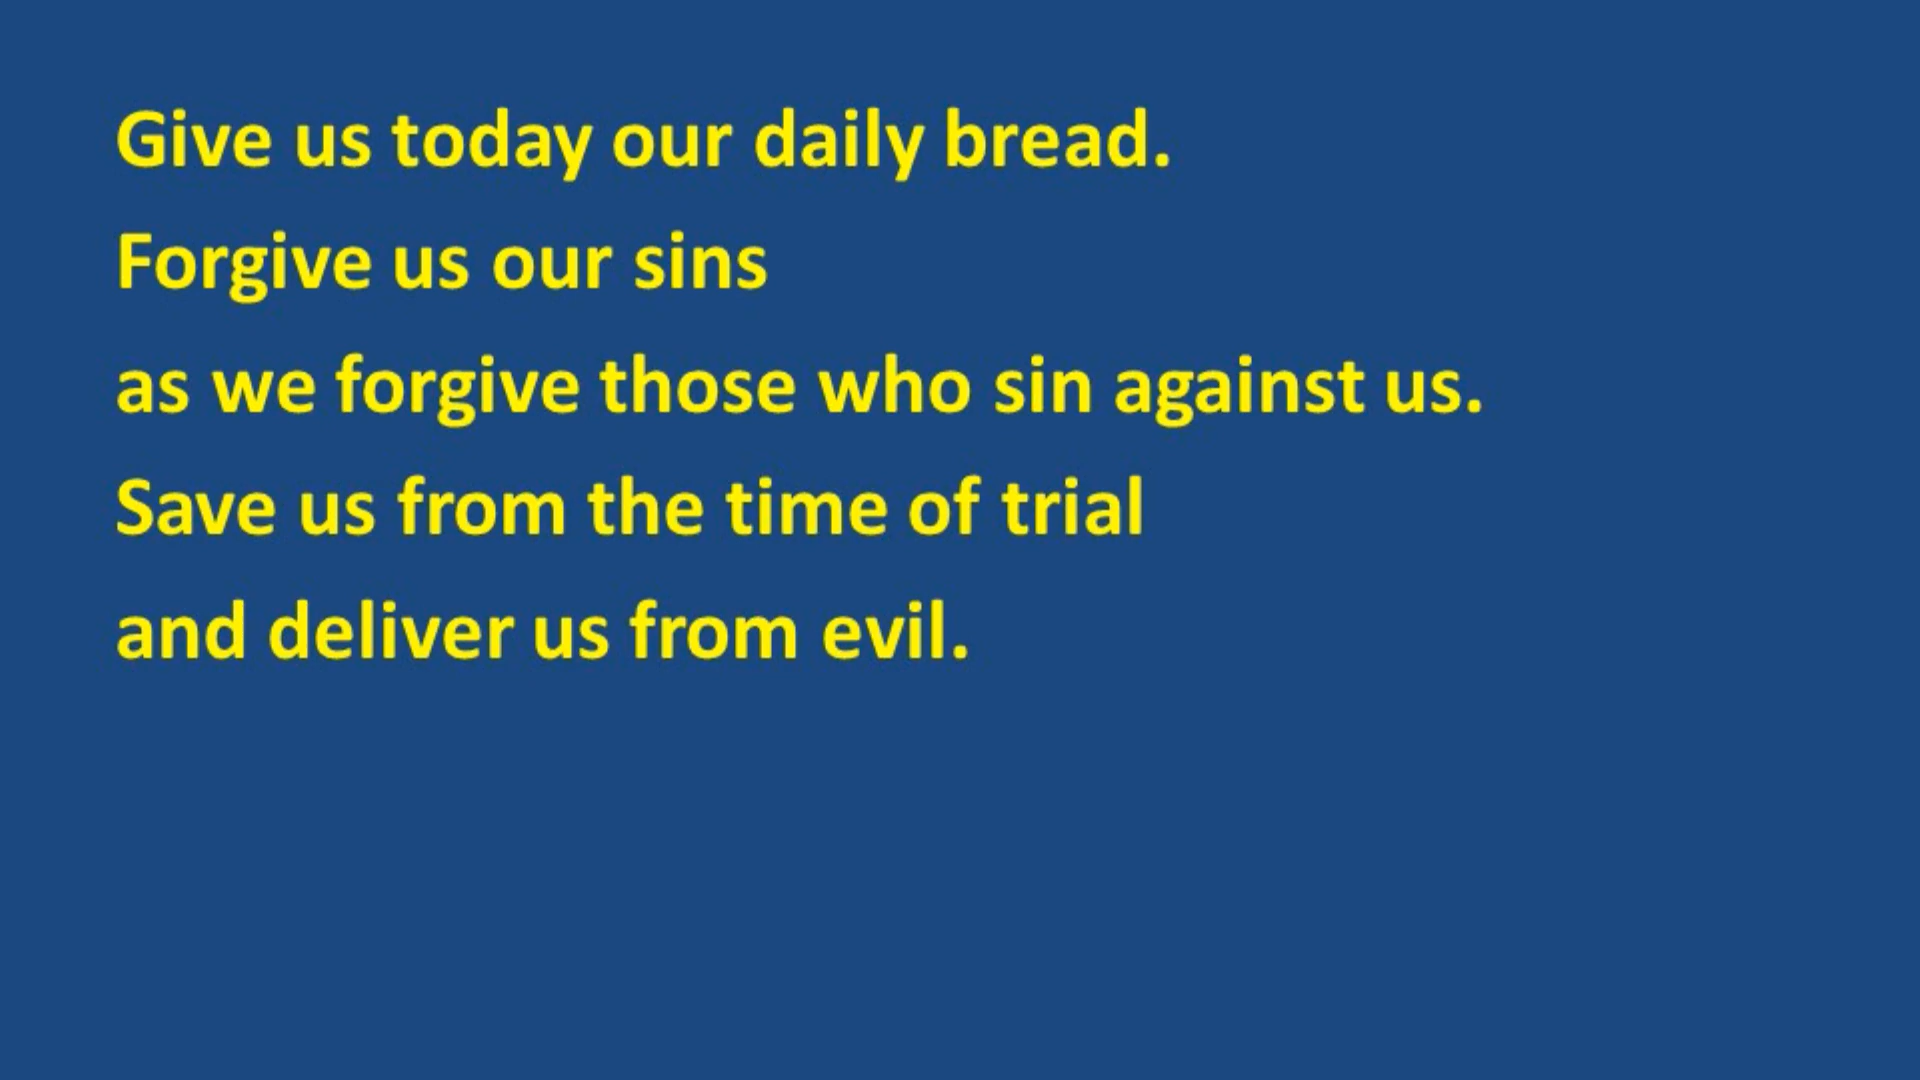 Give us today our daily bread.
Forgive us our sins
as we forgive those who sin against us.
Save us from the time of trial
and deliver us from evil.